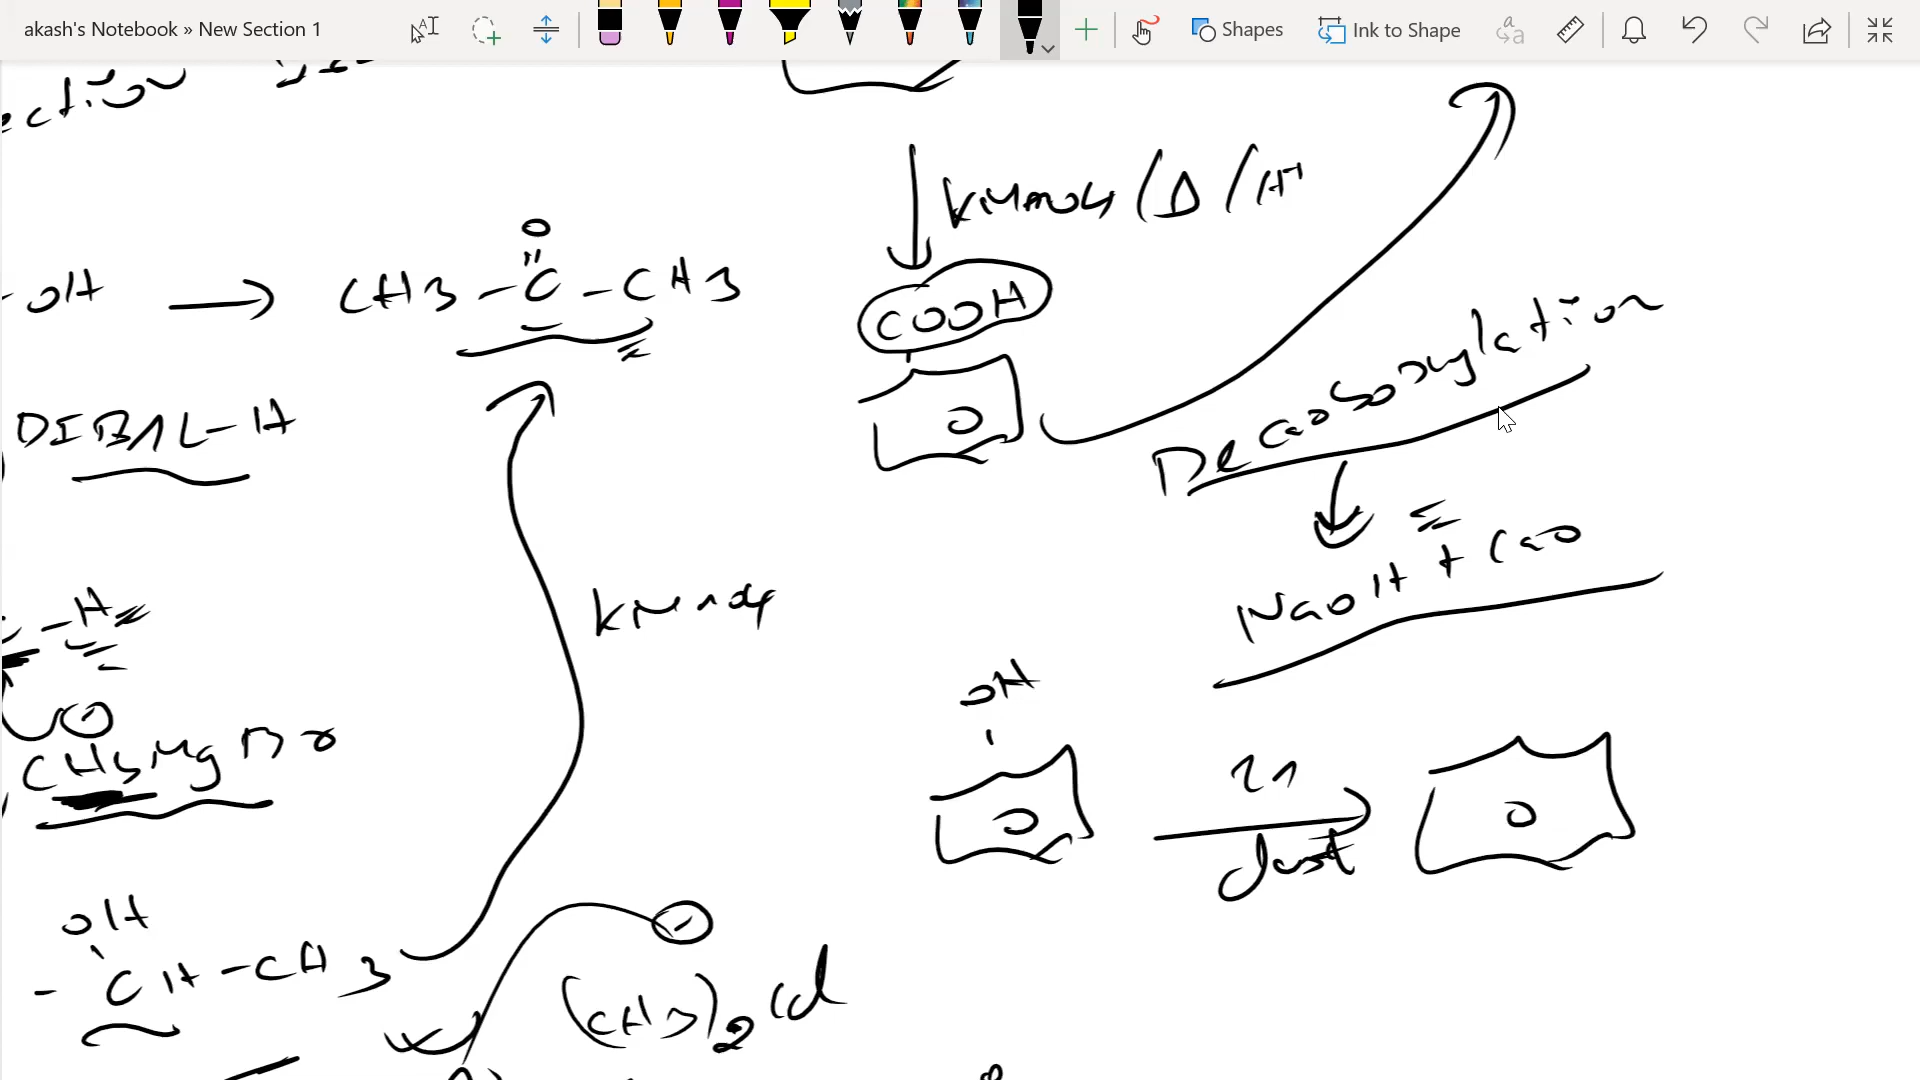 akash's Notebook » New Section 1
Shapes
Ink to Shape
KMnO4 / Δ / H+
O
-OH → CH3 - C - CH3
COOH
DIBAL-H
Decarboxylation
NaOH + CaO
KMnO4
-H
CH3MgBr
OH
Zn
dust
OH
- CH - CH3
(CH3)2Cd